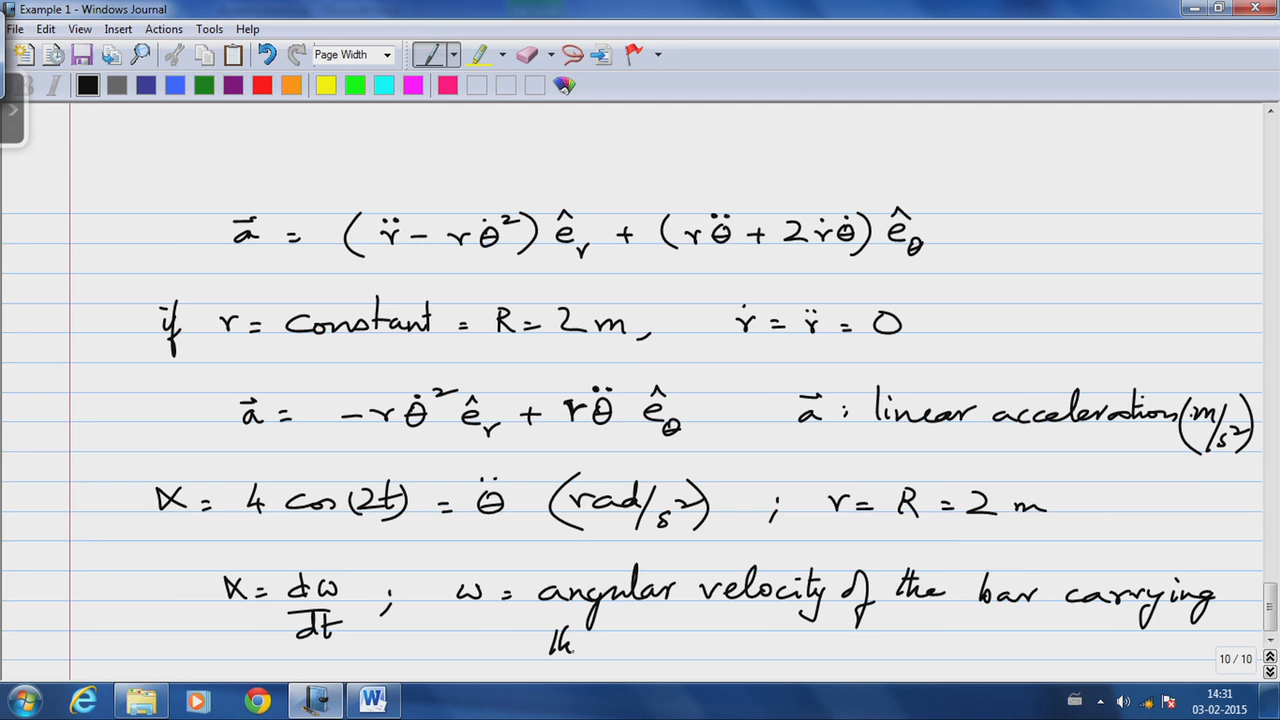 Example 1 - Windows Journal
File Edit View Insert Actions Tools Help
Page Width
B I
a⃗ = (r̈ - rθ̇²) ê_r + (rθ̈ + 2ṙθ̇) ê_θ
if r = constant = R = 2 m, ṙ = r̈ = 0
a⃗ = -rθ̇² ê_r + rθ̈ ê_θ a⃗ : linear acceleration (m/s²)
α = 4 cos(2t) = θ̈ (rad/s²) ; r = R = 2 m
α = dω/dt ; ω = angular velocity of the bar carrying
10 / 10
W
14:31
03-02-2015